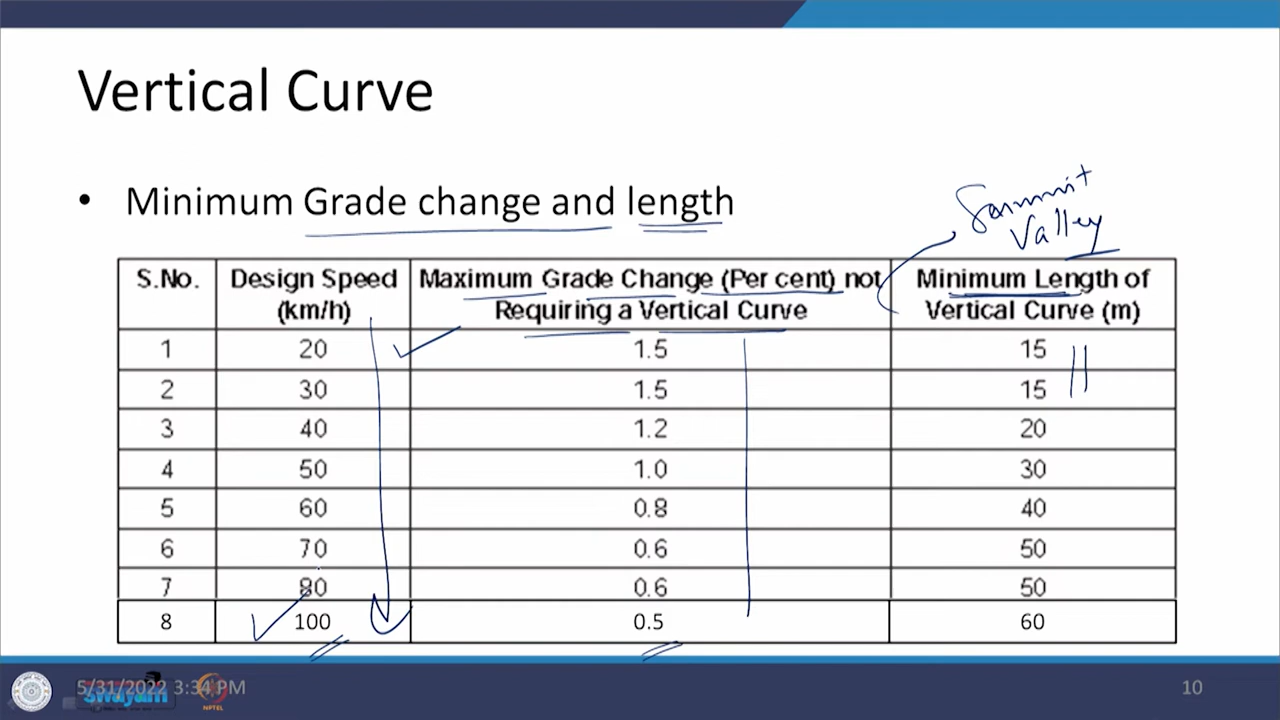 Vertical Curve
• Minimum Grade change and length
Summit
Valley
S.No. Design Speed (km/h) Maximum Grade Change (Per cent) not Requiring a Vertical Curve Minimum Length of Vertical Curve (m)
1 20 1.5 15
2 30 1.5 15
3 40 1.2 20
4 50 1.0 30
5 60 0.8 40
6 70 0.6 50
7 80 0.6 50
8 100 0.5 60
5/31/2022 3:34 PM
swayam
NPTEL
10